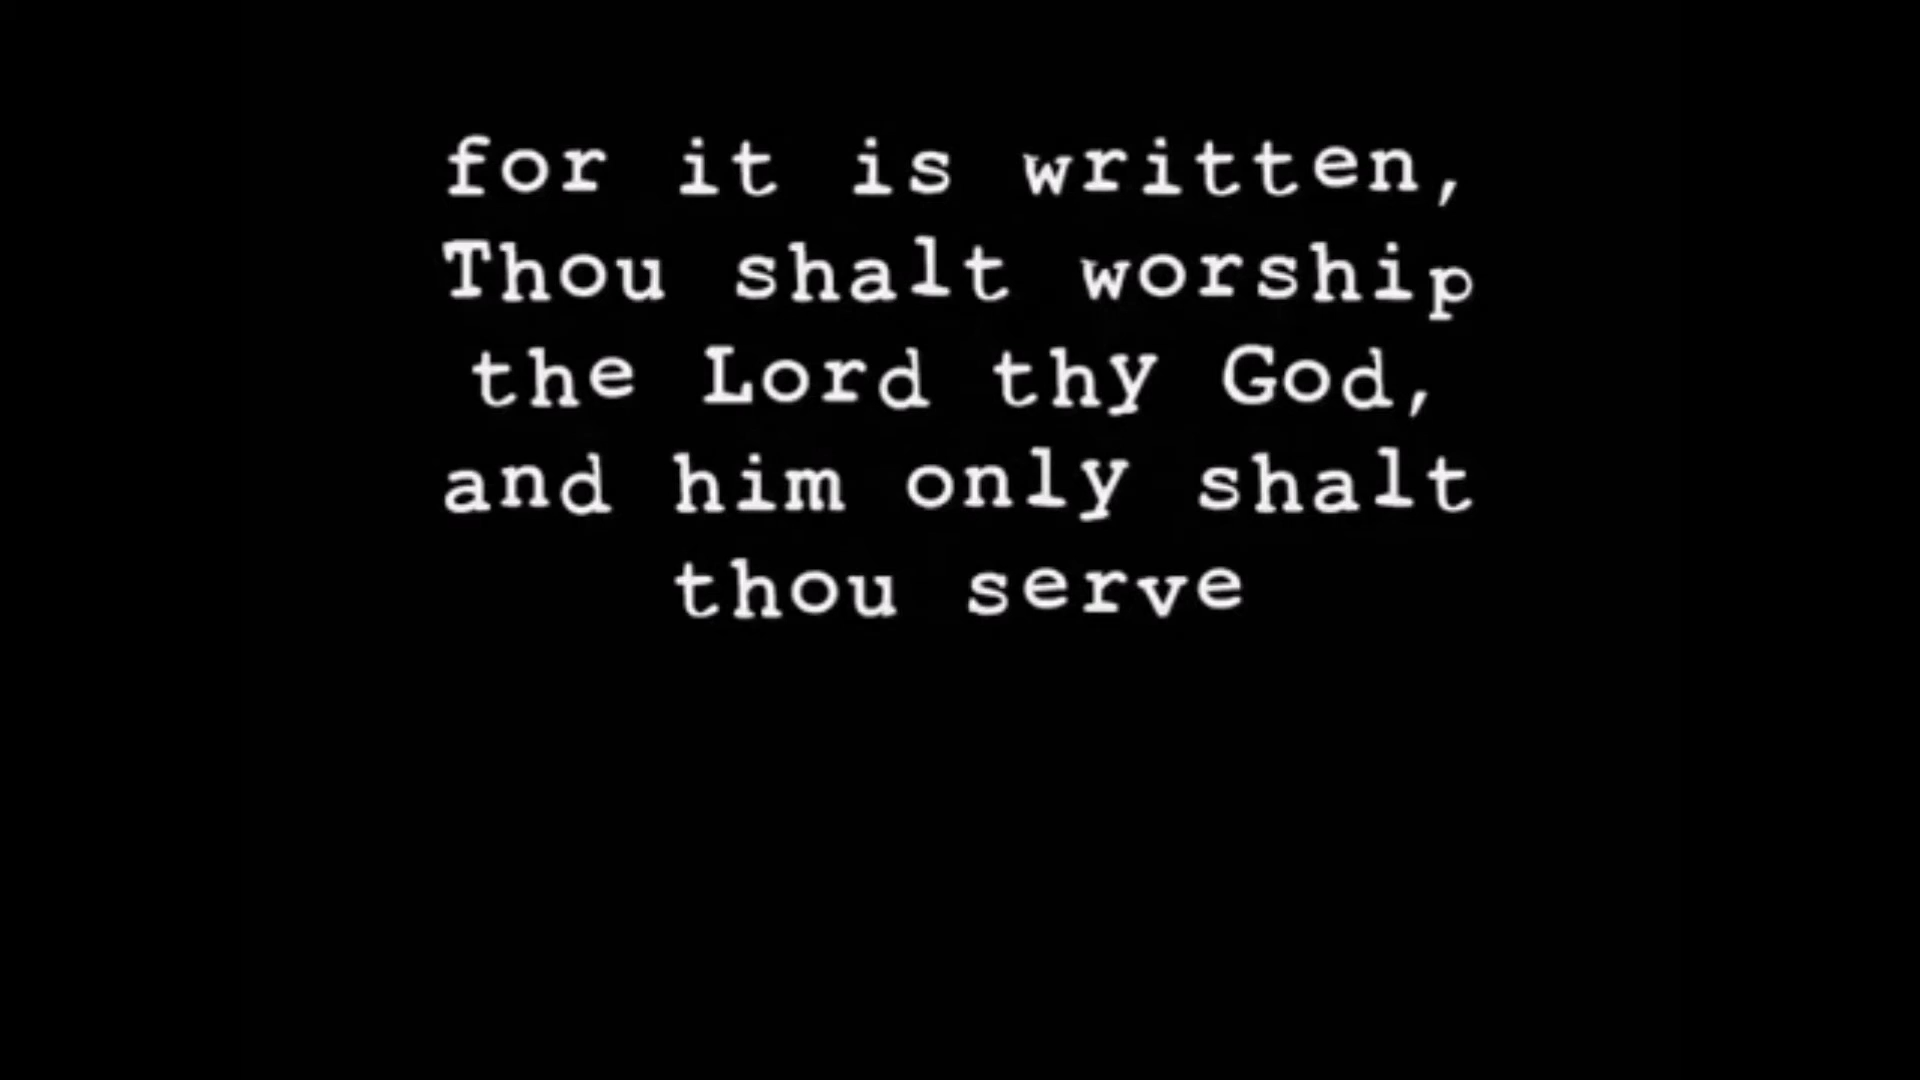 for it is written,
Thou shalt worship
the Lord thy God,
and him only shalt
thou serve